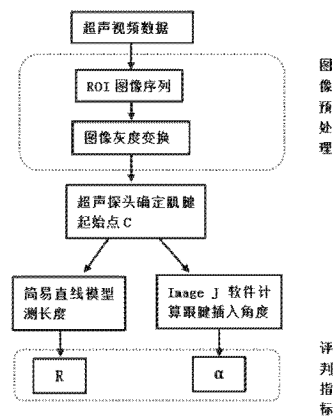 超声视频数据
ROI 图像序列
图像灰度变换
图像预处理
超声探头确定肌腱
起始点 C
简易直线模型
测长度
Image J 软件计
算跟腱插入角度
R
α
评判指标